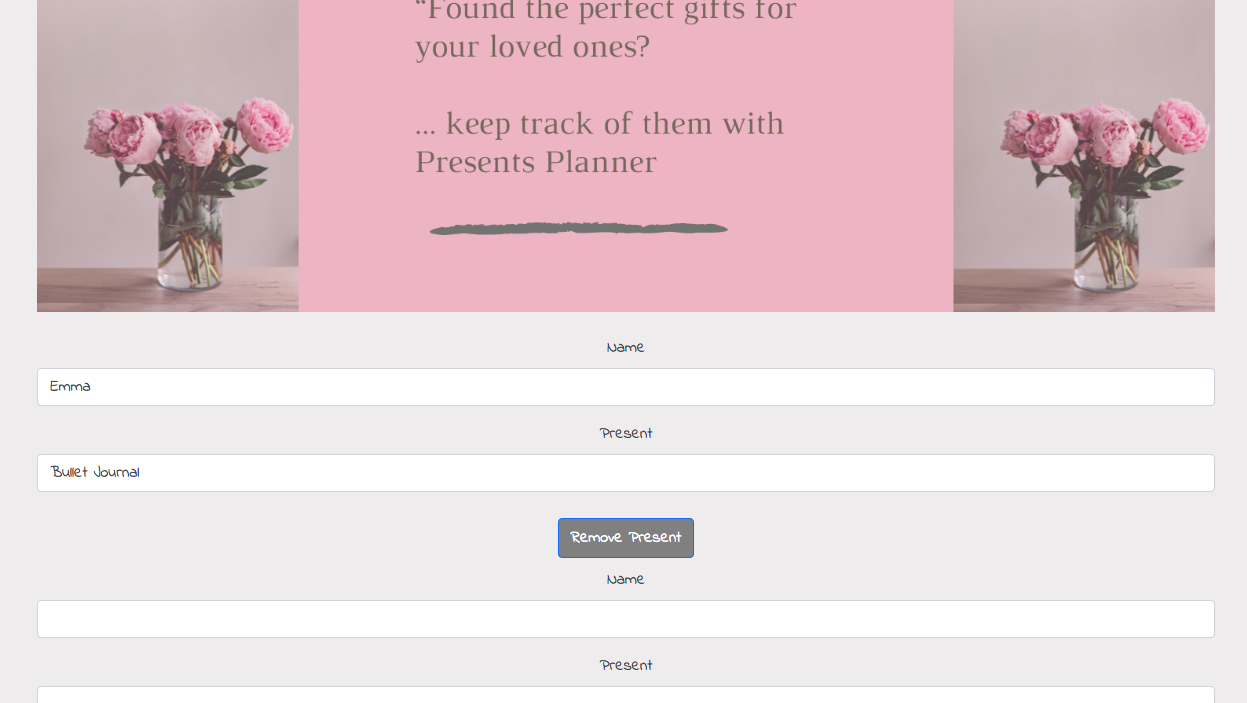 “Found the perfect gifts for
your loved ones?
... keep track of them with
Presents Planner
Name
Emma
Present
Bullet Journal
Remove Present
Name
Present